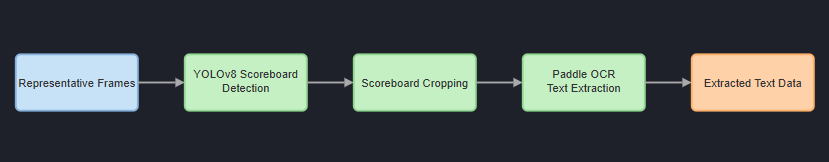 Representative Frames
YOLOv8 Scoreboard
Detection
Scoreboard Cropping
Paddle OCR
Text Extraction
Extracted Text Data